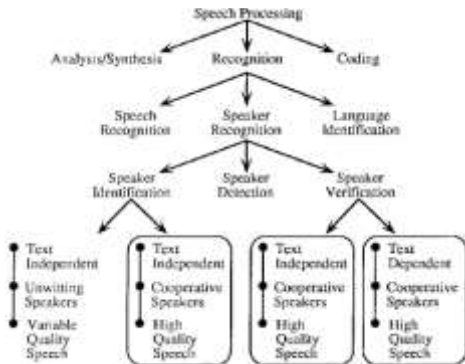 Speech Processing
Analysis/Synthesis Recognition Coding
Speech Speaker Language
Recognition Recognition Identification
Speaker Speaker Speaker
Identification Detection Verification
Text Text Text Text
Independent Independent Independent Dependent
Unwitting Cooperative Cooperative Cooperative
Speakers Speakers Speakers Speakers
Variable High High High
Quality Quality Quality Quality
Speech Speech Speech Speech